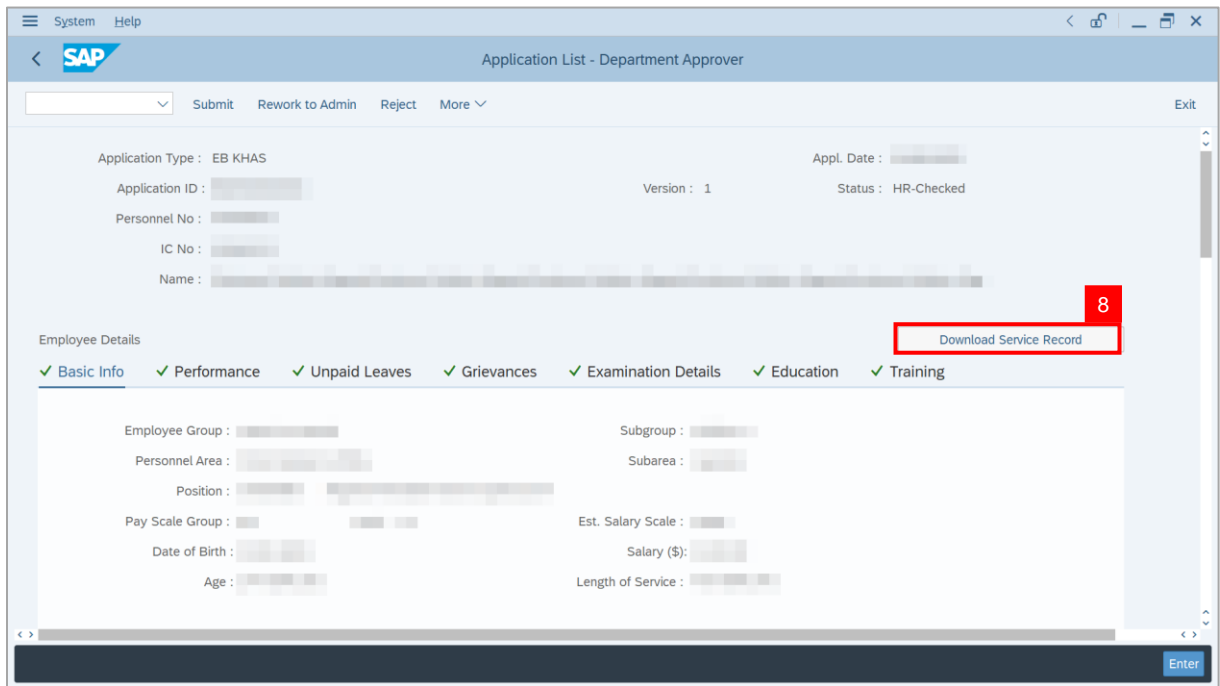 System Help
SAP
Application List - Department Approver
Submit Rework to Admin Reject More Exit
Application Type : EB KHAS Appl. Date :
Application ID : Version : 1 Status : HR-Checked
Personnel No :
IC No :
Name :
8
Employee Details Download Service Record
Basic Info Performance Unpaid Leaves Grievances Examination Details Education Training
Employee Group : Subgroup :
Personnel Area : Subarea :
Position :
Pay Scale Group : Est. Salary Scale :
Date of Birth : Salary ($):
Age : Length of Service :
Enter